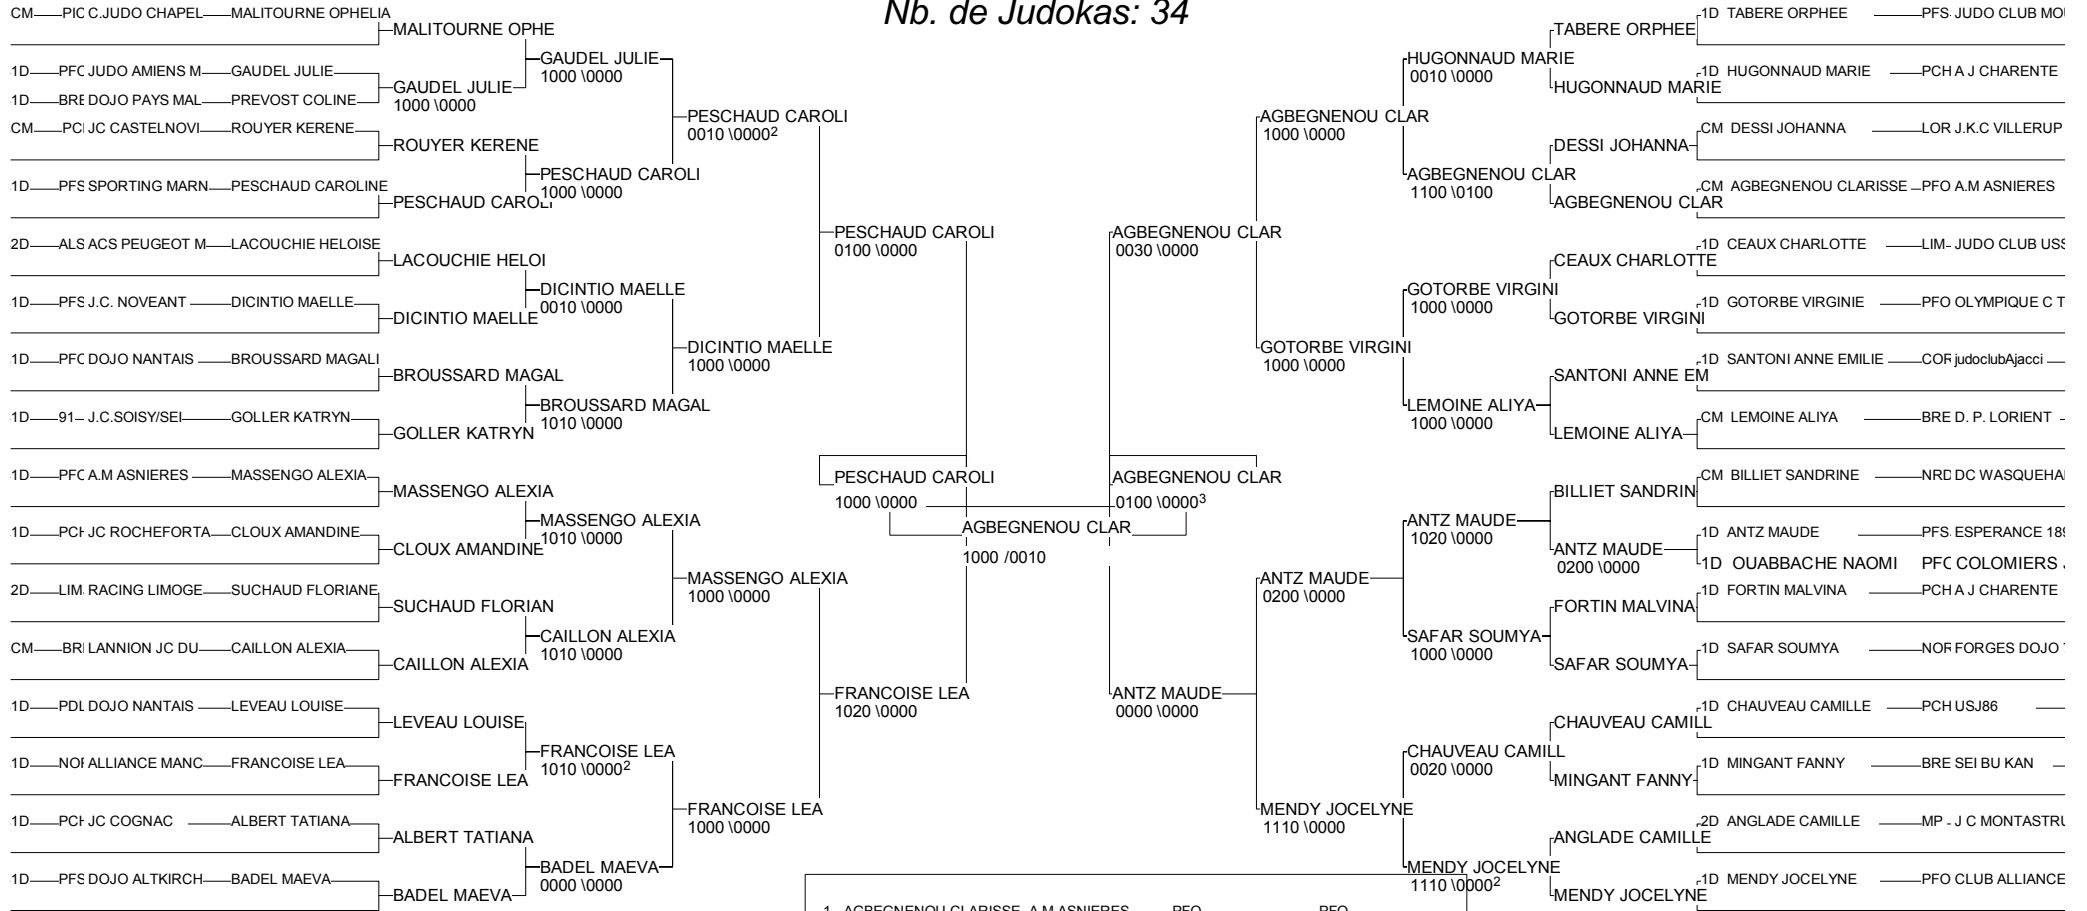 Nb. de Judokas: 34
CM PIC C.JUDO CHAPEL MALITOURNE OPHELIA
1D PFC JUDO AMIENS M GAUDEL JULIE
1D BRE DOJO PAYS MAL PREVOST COLINE
CM PC JC CASTELNOVI ROUYER KERENE
1D PFS SPORTING MARN PESCHAUD CAROLINE
2D ALS ACS PEUGEOT M LACOUCHIE HELOISE
1D PFS J.C. NOVEANT DICINTIO MAELLE
1D PFC DOJO NANTAIS BROUSSARD MAGALI
1D 91 J.C.SOISY/SEI GOLLER KATRYN
1D PFC A.M ASNIERES MASSENGO ALEXIA
1D PCH JC ROCHEFORTA CLOUX AMANDINE
2D LIM RACING LIMOGE SUCHAUD FLORIANE
CM BRI LANNION JC DU CAILLON ALEXIA
1D PDL DOJO NANTAIS LEVEAU LOUISE
1D NOR ALLIANCE MANC FRANCOISE LEA
1D PCH JC COGNAC ALBERT TATIANA
1D PFS DOJO ALTKIRCH BADEL MAEVA
MALITOURNE OPHE
GAUDEL JULIE
1000 \0000
ROUYER KERENE
PESCHAUD CAROLI
LACOUCHIE HELOI
DICINTIO MAELLE
BROUSSARD MAGAL
GOLLER KATRYN
MASSENGO ALEXIA
CLOUX AMANDINE
SUCHAUD FLORIAN
CAILLON ALEXIA
LEVEAU LOUISE
FRANCOISE LEA
ALBERT TATIANA
BADEL MAEVA
GAUDEL JULIE
1000 \0000
PESCHAUD CAROLI
1000 \0000
DICINTIO MAELLE
0010 \0000
BROUSSARD MAGAL
1010 \0000
MASSENGO ALEXIA
1010 \0000
CAILLON ALEXIA
1010 \0000
FRANCOISE LEA
1010 \0000²
BADEL MAEVA
0000 \0000
PESCHAUD CAROLI
0010 \0000²
DICINTIO MAELLE
1000 \0000
MASSENGO ALEXIA
1000 \0000
FRANCOISE LEA
1000 \0000
PESCHAUD CAROLI
0100 \0000
FRANCOISE LEA
1020 \0000
PESCHAUD CAROLI
1000 \0000
AGBEGNENOU CLAR
1000 /0010
AGBEGNENOU CLAR
0100 \0000³
AGBEGNENOU CLAR
0030 \0000
ANTZ MAUDE
0000 \0000
AGBEGNENOU CLAR
1000 \0000
GOTORBE VIRGINI
1000 \0000
ANTZ MAUDE
0200 \0000
MENDY JOCELYNE
1110 \0000
HUGONNAUD MARIE
0010 \0000
AGBEGNENOU CLAR
1100 \0100
GOTORBE VIRGINI
1000 \0000
LEMOINE ALIYA
1000 \0000
ANTZ MAUDE
1020 \0000
SAFAR SOUMYA
1000 \0000
CHAUVEAU CAMILL
0020 \0000
MENDY JOCELYNE
1110 \0000²
TABERE ORPHEE
HUGONNAUD MARIE
DESSI JOHANNA
AGBEGNENOU CLAR
CEAUX CHARLOTTE
GOTORBE VIRGINI
SANTONI ANNE EM
LEMOINE ALIYA
BILLIET SANDRIN
ANTZ MAUDE
0200 \0000
FORTIN MALVINA
SAFAR SOUMYA
CHAUVEAU CAMILL
MINGANT FANNY
ANGLADE CAMILLE
MENDY JOCELYNE
1D TABERE ORPHEE PFS JUDO CLUB MOU
1D HUGONNAUD MARIE PCH A J CHARENTE
CM DESSI JOHANNA LOR J.K.C VILLERUP
CM AGBEGNENOU CLARISSE PFO A.M ASNIERES
1D CEAUX CHARLOTTE LIM JUDO CLUB USS
1D GOTORBE VIRGINIE PFO OLYMPIQUE C T
1D SANTONI ANNE EMILIE COR judoclubAjacci
CM LEMOINE ALIYA BRE D. P. LORIENT
CM BILLIET SANDRINE NRD DC WASQUEHA
1D ANTZ MAUDE PFS ESPERANCE 189
1D OUABBACHE NAOMI PFC COLOMIERS
1D FORTIN MALVINA PCH A J CHARENTE
1D SAFAR SOUMYA NOR FORGES DOJO
1D CHAUVEAU CAMILLE PCH USJ86
1D MINGANT FANNY BRE SEI BU KAN
2D ANGLADE CAMILLE MP - J C MONTASTRU
1D MENDY JOCELYNE PFO CLUB ALLIANCE
1 AGBEGNENOU CLARISSE A.M ASNIERES PFO PFO